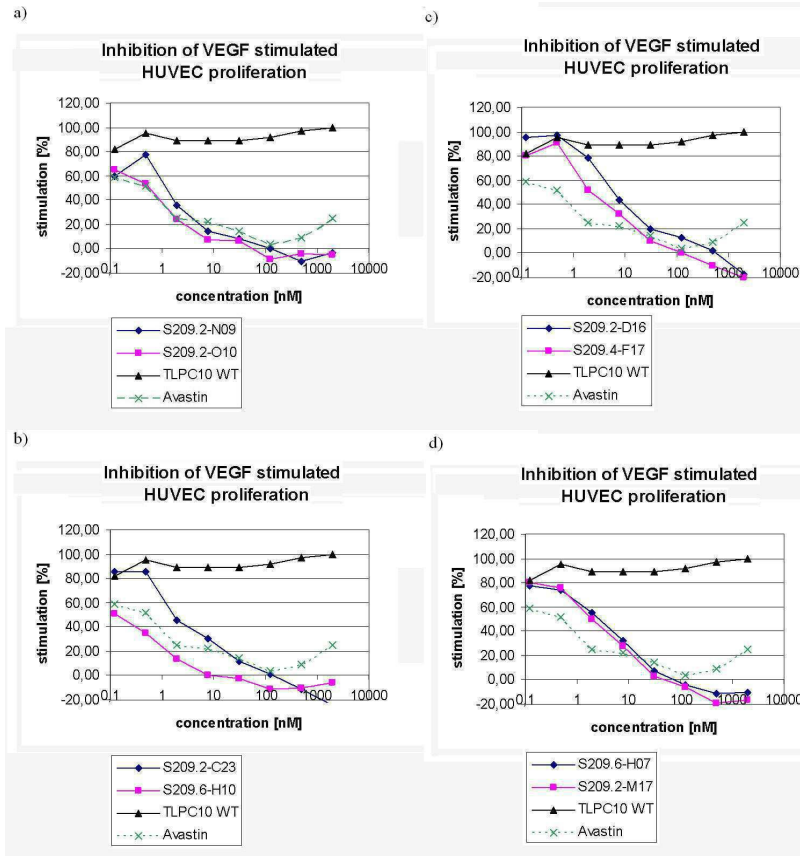 a)
Inhibition of VEGF stimulated
HUVEC proliferation
120,00
100,00
80,00
60,00
40,00
20,00
0,00
-20,00
stimulation [%]
0,1 1 10 100 1000 10000
concentration [nM]
S209.2-N09
S209.2-O10
TLPC10 WT
Avastin
b)
Inhibition of VEGF stimulated
HUVEC proliferation
120,00
100,00
80,00
60,00
40,00
20,00
0,00
-20,00
stimulation [%]
0,1 1 10 100 1000 10000
concentration [nM]
S209.2-C23
S209.6-H10
TLPC10 WT
Avastin
c)
Inhibition of VEGF stimulated
HUVEC proliferation
120,00
100,00
80,00
60,00
40,00
20,00
0,00
-20,00
stimulation [%]
0,1 1 10 100 1000 10000
concentration [nM]
S209.2-D16
S209.4-F17
TLPC10 WT
Avastin
d)
Inhibition of VEGF stimulated
HUVEC proliferation
120,00
100,00
80,00
60,00
40,00
20,00
0,00
-20,00
stimulation [%]
0,1 1 10 100 1000 10000
concentration [nM]
S209.6-H07
S209.2-M17
TLPC10 WT
Avastin